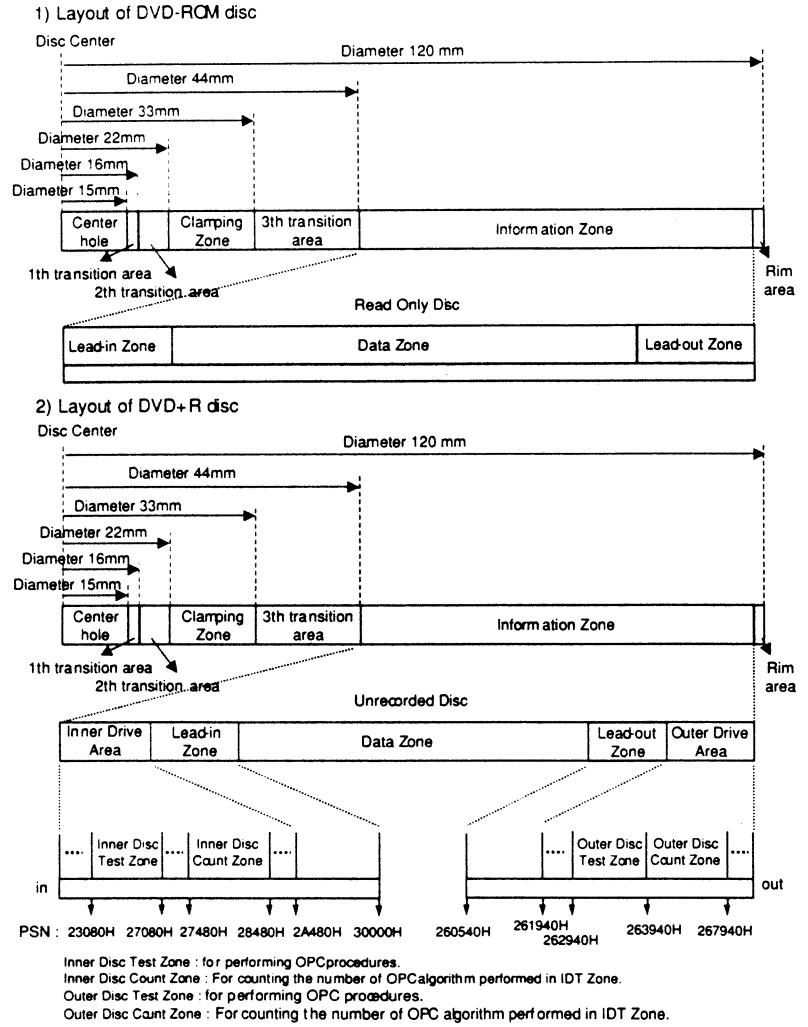 1) Layout of DVD-ROM disc
Disc Center
Diameter 120 mm
Diameter 44mm
Diameter 33mm
Diameter 22mm
Diameter 16mm
Diameter 15mm
Center hole
Clamping Zone
3th transition area
Information Zone
1th transition area
2th transition area
Rim area
Read Only Disc
Lead-in Zone
Data Zone
Lead-out Zone
2) Layout of DVD+R disc
Disc Center
Diameter 120 mm
Diameter 44mm
Diameter 33mm
Diameter 22mm
Diameter 16mm
Diameter 15mm
Center hole
Clamping Zone
3th transition area
Information Zone
1th transition area
2th transition area
Rim area
Unrecorded Disc
Inner Drive Area
Lead-in Zone
Data Zone
Lead-out Zone
Outer Drive Area
....
Inner Disc Test Zone
....
Inner Disc Count Zone
....
....
Outer Disc Test Zone
Outer Disc Count Zone
....
in
out
PSN : 23080H 27080H 27480H 28480H 2A480H 30000H 260540H 261940H 262940H 263940H 267940H
Inner Disc Test Zone : for performing OPCprocedures.
Inner Disc Count Zone : For counting the number of OPCalgorithm performed in IDT Zone.
Outer Disc Test Zone : for performing OPC procedures.
Outer Disc Count Zone : For counting the number of OPC algorithm performed in IDT Zone.